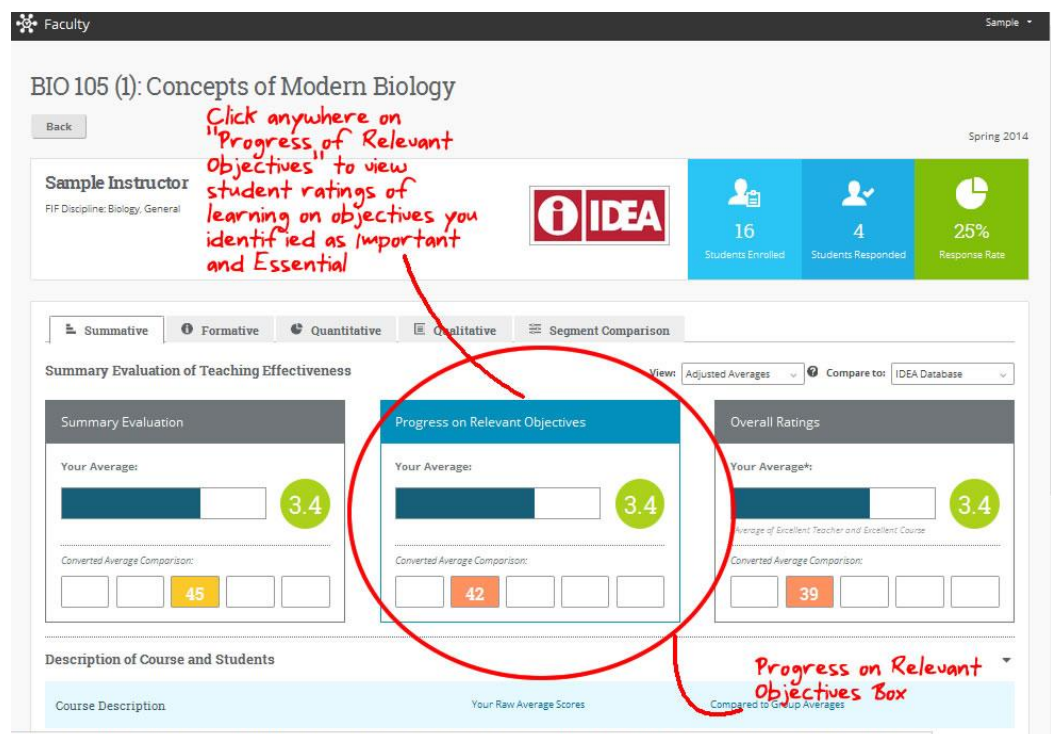 Faculty
Sample
BIO 105 (1): Concepts of Modern Biology
Click anywhere on
"Progress of Relevant
Objectives" to view
student ratings of
learning on objectives you
identified as Important
and Essential
Back
Spring 2014
Sample Instructor
FIF Discipline: Biology, General
IDEA
16
Students Enrolled
4
Students Responded
25%
Response Rate
Summative Formative Quantitative Qualitative Segment Comparison
Summary Evaluation of Teaching Effectiveness
View: Adjusted Averages Compare to: IDEA Database
Summary Evaluation
Your Average:
3.4
Converted Average Comparison:
45
Progress on Relevant Objectives
Your Average:
3.4
Converted Average Comparison:
42
Overall Ratings
Your Average*:
3.4
Average of Excellent Teacher and Excellent Course
Converted Average Comparison:
39
Description of Course and Students
Progress on Relevant
Objectives Box
Course Description Your Raw Average Scores Compared to Group Averages